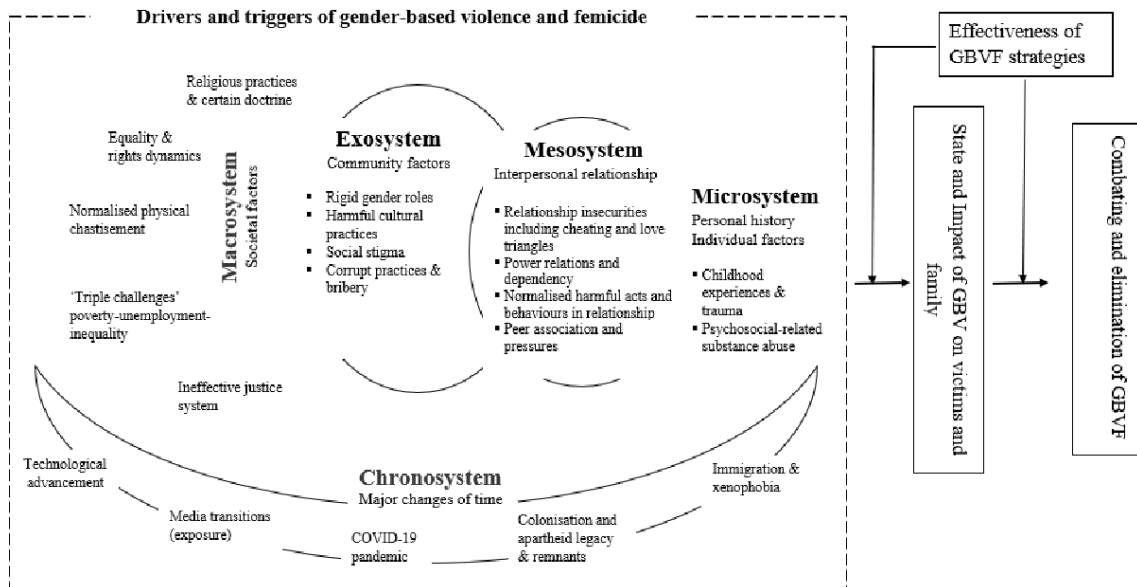 Drivers and triggers of gender-based violence and femicide
Religious practices
& certain doctrine
Equality &
rights dynamics
Normalised physical
chastisement
‘Triple challenges’
poverty-unemployment-
inequality
Ineffective justice
system
Macrosystem
Societal factors
Exosystem
Community factors
▪ Rigid gender roles
▪ Harmful cultural
practices
▪ Social stigma
▪ Corrupt practices &
bribery
Mesosystem
Interpersonal relationship
▪ Relationship insecurities
including cheating and love
triangles
▪ Power relations and
dependency
▪ Normalised harmful acts and
behaviours in relationship
▪ Peer association and
pressures
Microsystem
Personal history
Individual factors
▪ Childhood
experiences &
trauma
▪ Psychosocial-related
substance abuse
Chronosystem
Major changes of time
Technological
advancement
Media transitions
(exposure)
COVID-19
pandemic
Colonisation and
apartheid legacy
& remnants
Immigration &
xenophobia
Effectiveness of
GBVF strategies
State and Impact of GBV on victims and
family
Combating and elimination of GBVF